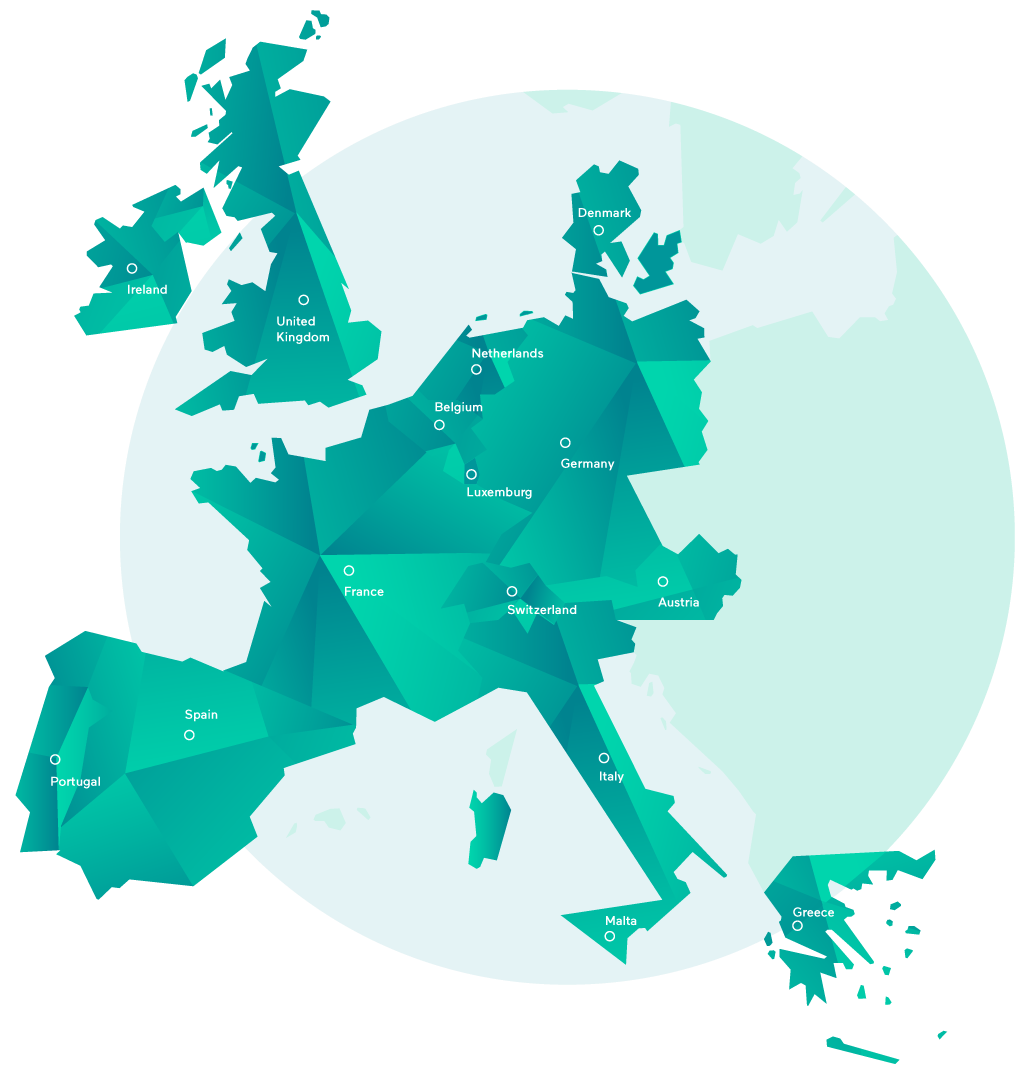 Denmark
Ireland
United
Kingdom
Netherlands
Belgium
Germany
Luxemburg
France
Switzerland
Austria
Spain
Portugal
Italy
Malta
Greece